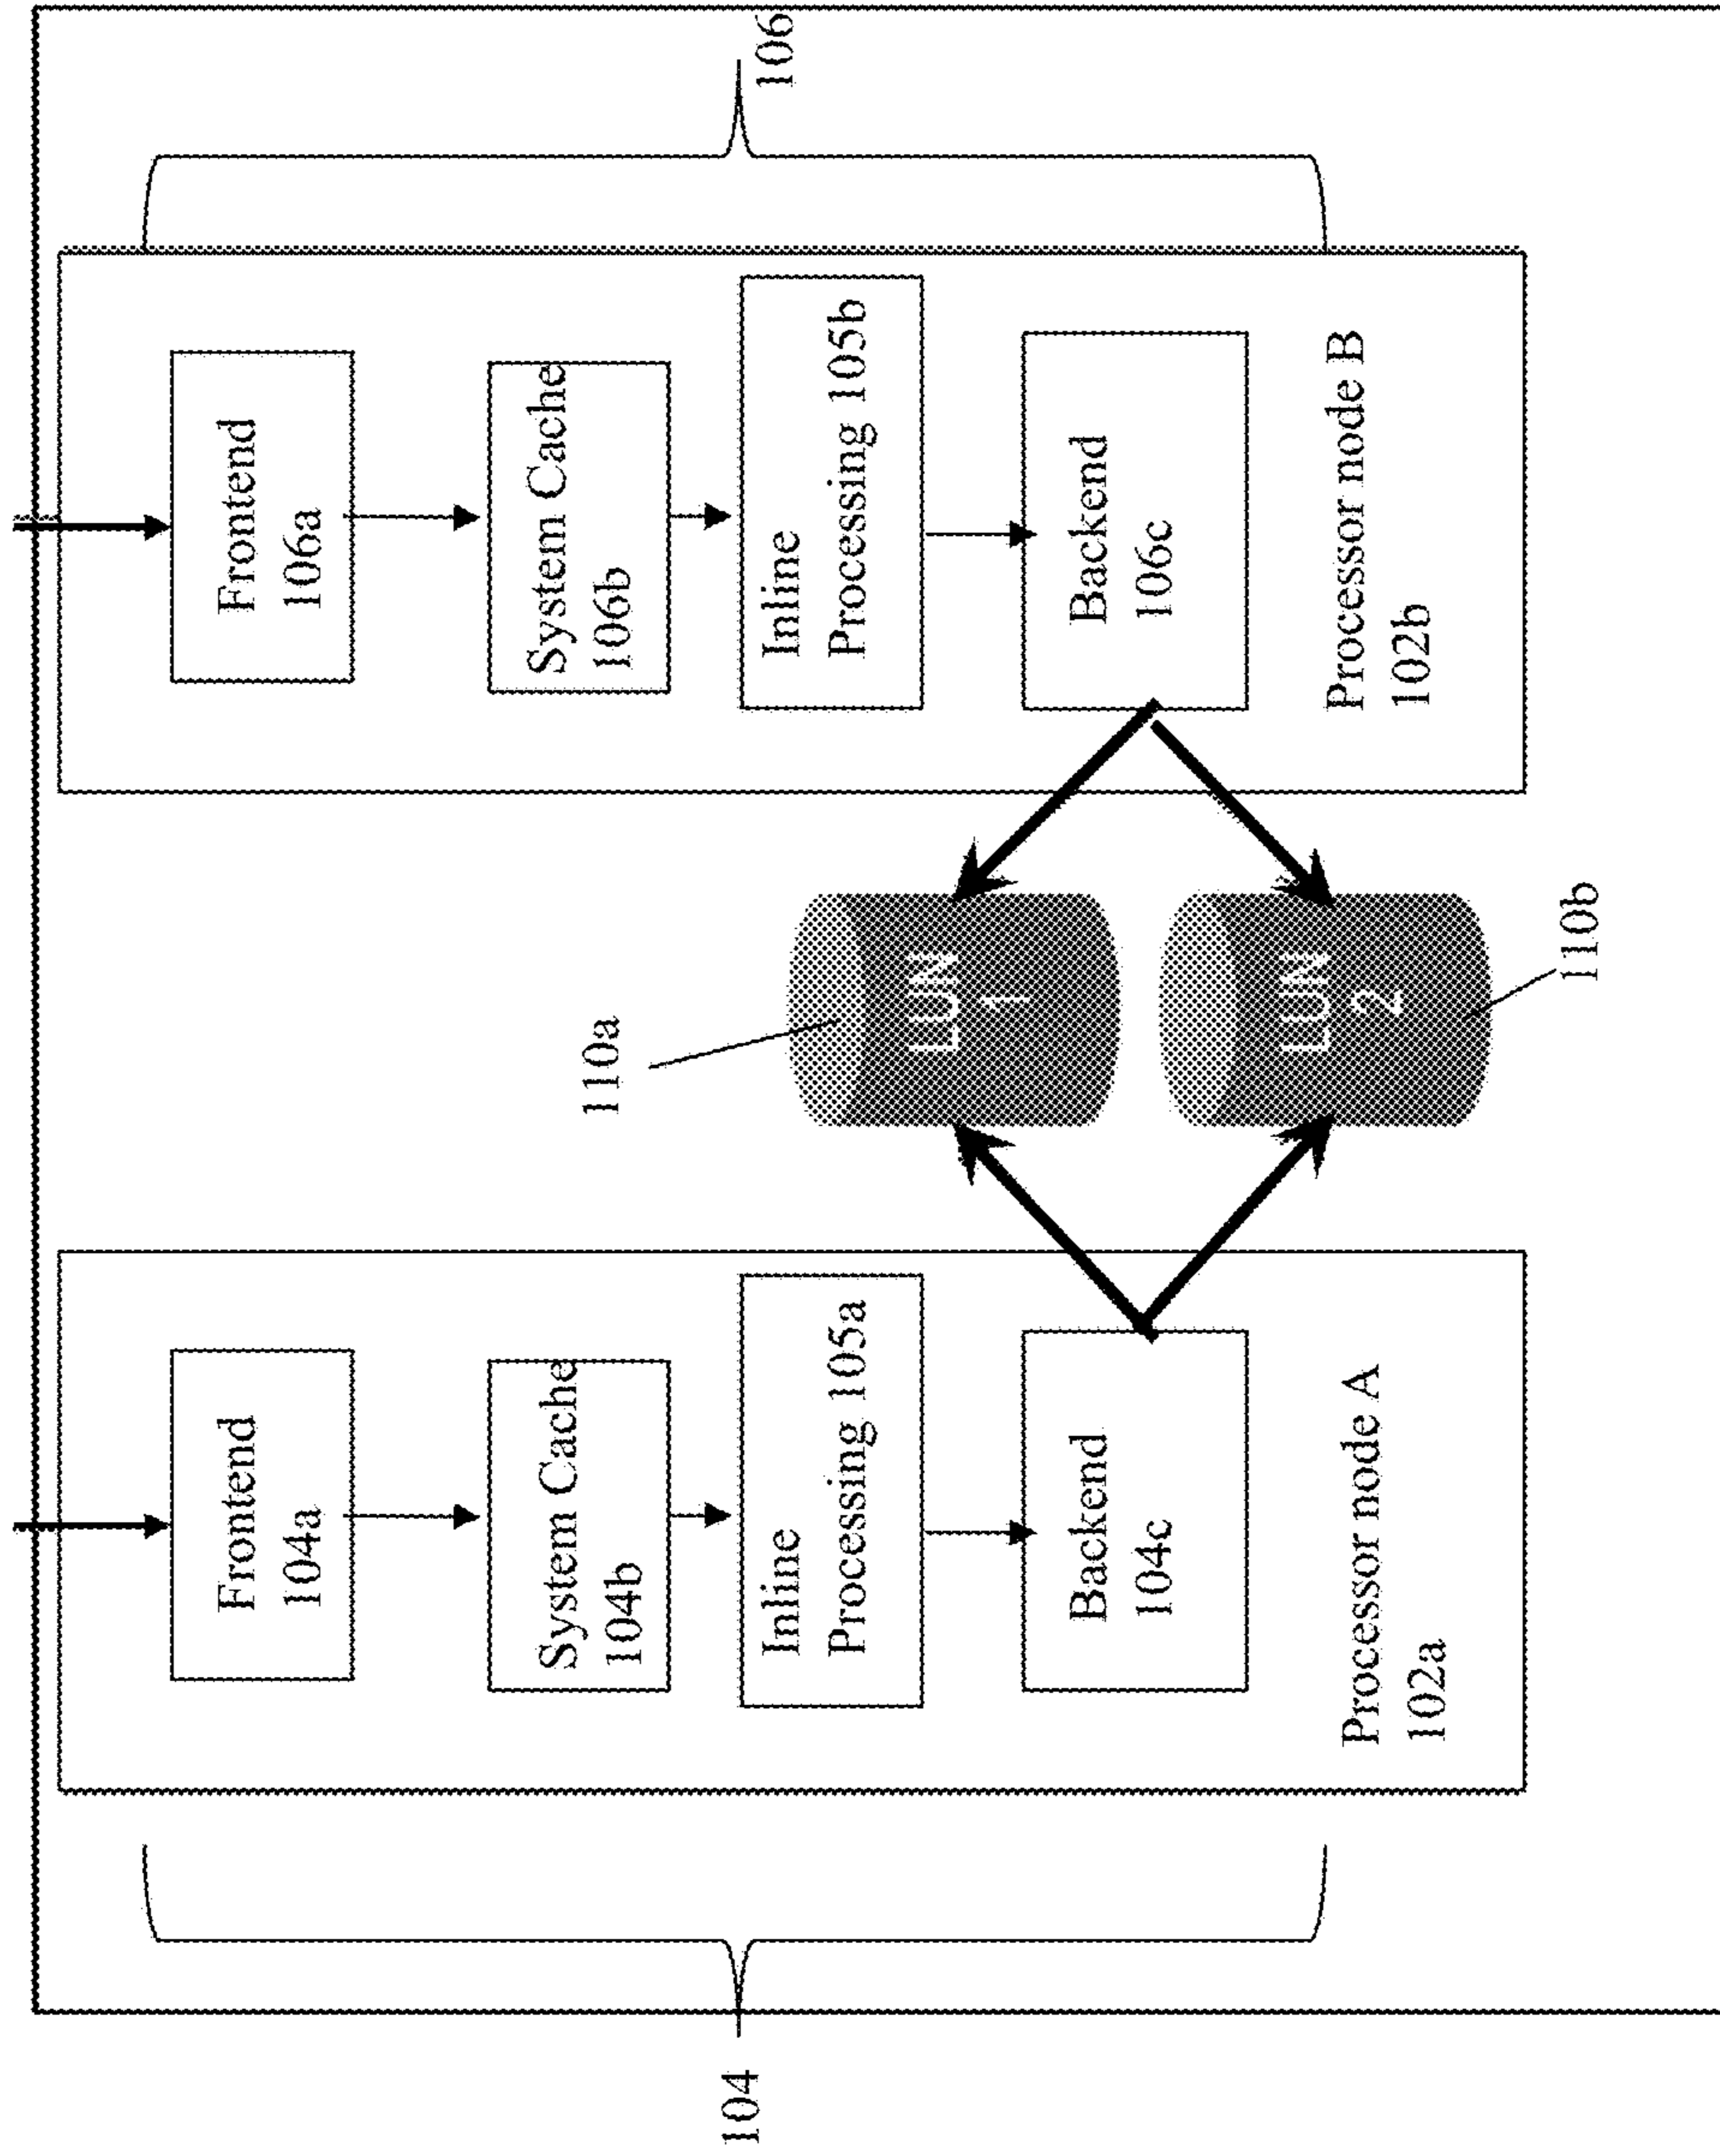 104
Frontend
104a
System Cache
104b
Inline
Processing 105a
Backend
104c
Processor node A
102a
110a
LUN
1
LUN
2
110b
Frontend
106a
System Cache
106b
Inline
Processing 105b
Backend
106c
Processor node B
102b
106